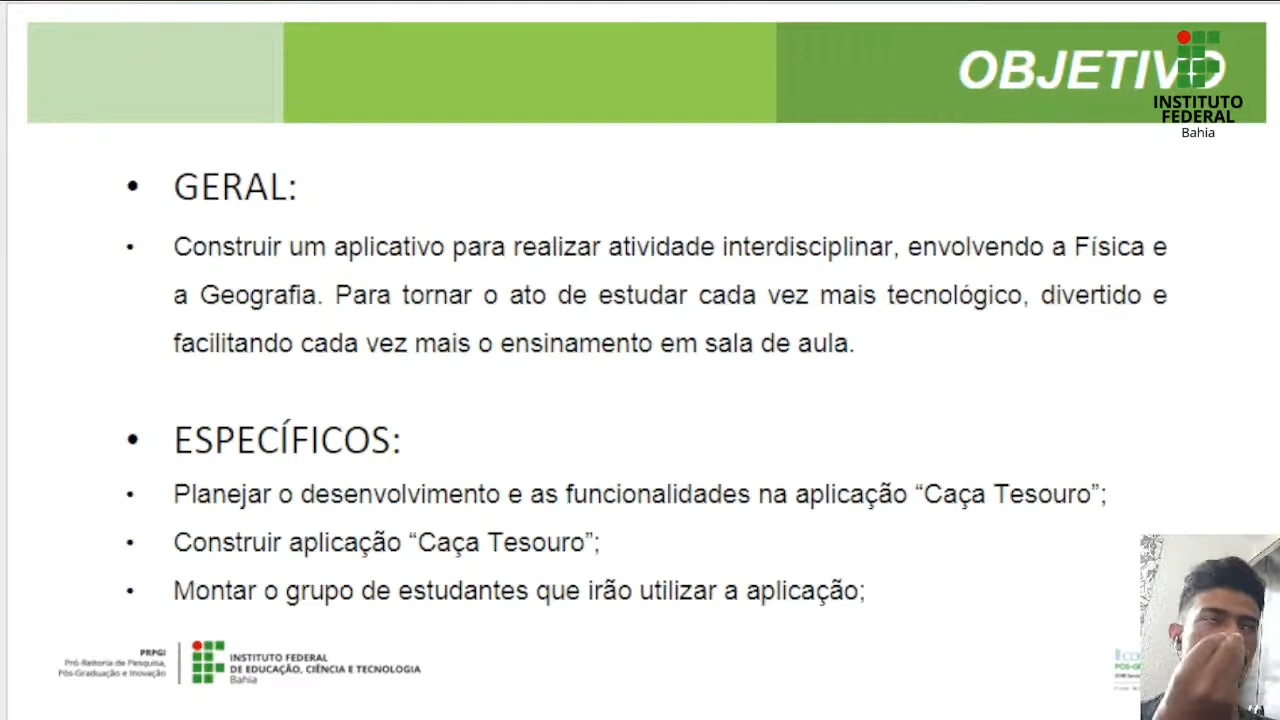 OBJETIVO
INSTITUTO
FEDERAL
Bahia
• GERAL:
• Construir um aplicativo para realizar atividade interdisciplinar, envolvendo a Física e
a Geografia. Para tornar o ato de estudar cada vez mais tecnológico, divertido e
facilitando cada vez mais o ensinamento em sala de aula.
• ESPECÍFICOS:
• Planejar o desenvolvimento e as funcionalidades na aplicação “Caça Tesouro”;
• Construir aplicação “Caça Tesouro”;
• Montar o grupo de estudantes que irão utilizar a aplicação;
PRPGI
Pró-Reitoria de Pesquisa,
Pós-Graduação e Inovação
INSTITUTO FEDERAL
DE EDUCAÇÃO, CIÊNCIA E TECNOLOGIA
Bahia